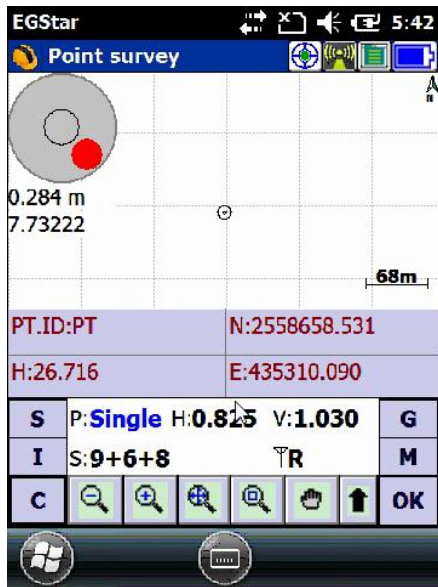 EGStar 5:42
Point survey
N
0.284 m
7.73222
68m
PT.ID:PT N:2558658.531
H:26.716 E:435310.090
S P:Single H:0.825 V:1.030 G
I S:9+6+8 R M
C OK